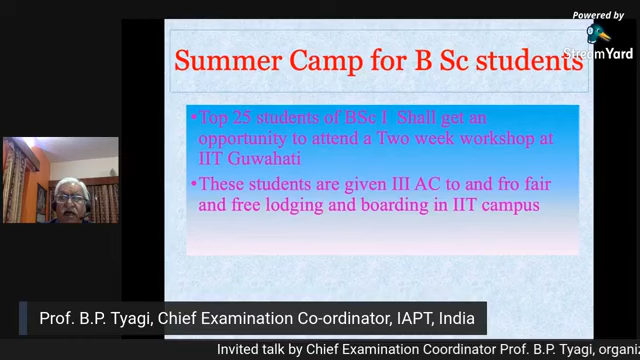 Powered by
StreamYard
Summer Camp for B Sc students
•Top 25 students of BSc I Shall get an
opportunity to attend a Two week workshop at
IIT Guwahati
•These students are given III AC to and fro fair
and free lodging and boarding in IIT campus
Prof. B.P. Tyagi, Chief Examination Co-ordinator, IAPT, India
Invited talk by Chief Examination Coordinator Prof. B.P. Tyagi, organiz